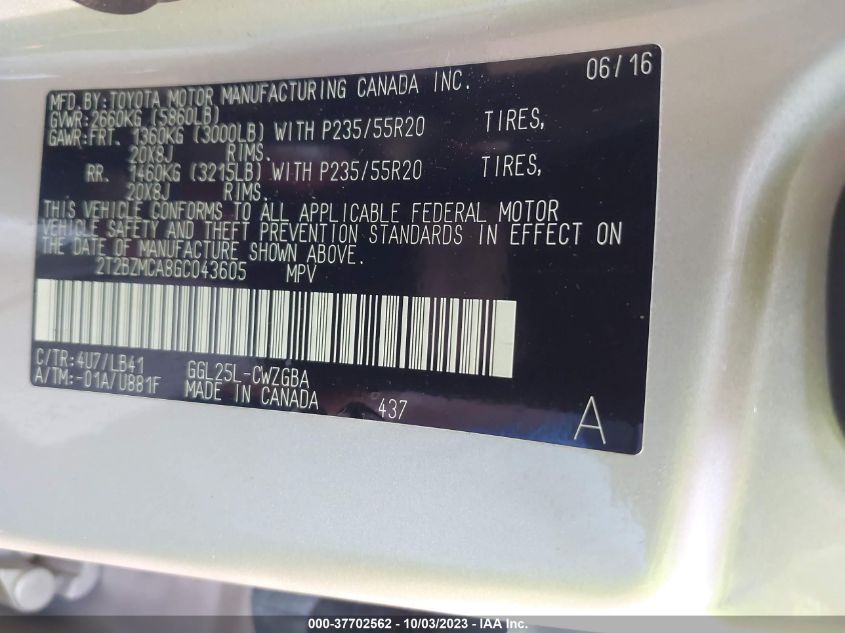 06/16
MFD.BY:TOYOTA MOTOR MANUFACTURING CANADA INC.
GVWR:2660KG (5860LB)
GAWR:FRT. 1360KG (3000LB) WITH P235/55R20 TIRES,
20X8J RIMS.
RR. 1460KG (3215LB) WITH P235/55R20 TIRES,
20X8J RIMS.
THIS VEHICLE CONFORMS TO ALL APPLICABLE FEDERAL MOTOR
VEHICLE SAFETY AND THEFT PREVENTION STANDARDS IN EFFECT ON
THE DATE OF MANUFACTURE SHOWN ABOVE.
2T2BZMCA8GC043605 MPV
C/TR:4U7/LB41 GGL25L-CWZGBA
A/TM:-01A/U881F MADE IN CANADA 437
A
000-37702562 - 10/03/2023 - IAA Inc.